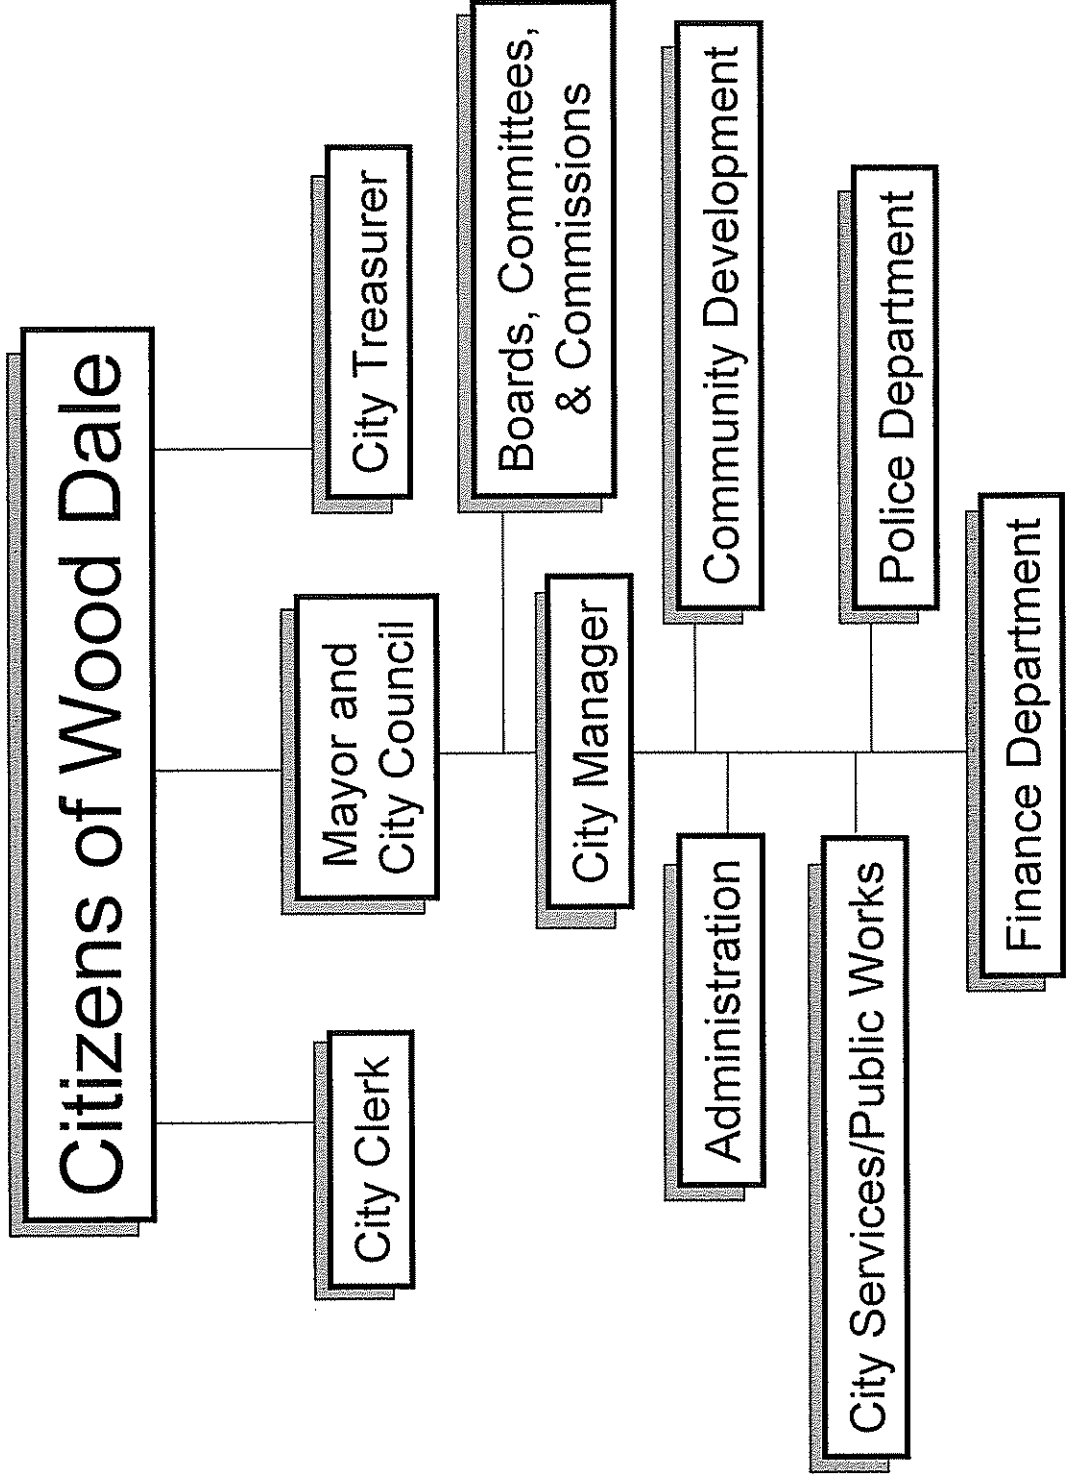 Citizens of Wood Dale
City Clerk
Mayor and
City Council
City Treasurer
Boards, Committees,
& Commissions
City Manager
Administration
Community Development
City Services/Public Works
Police Department
Finance Department